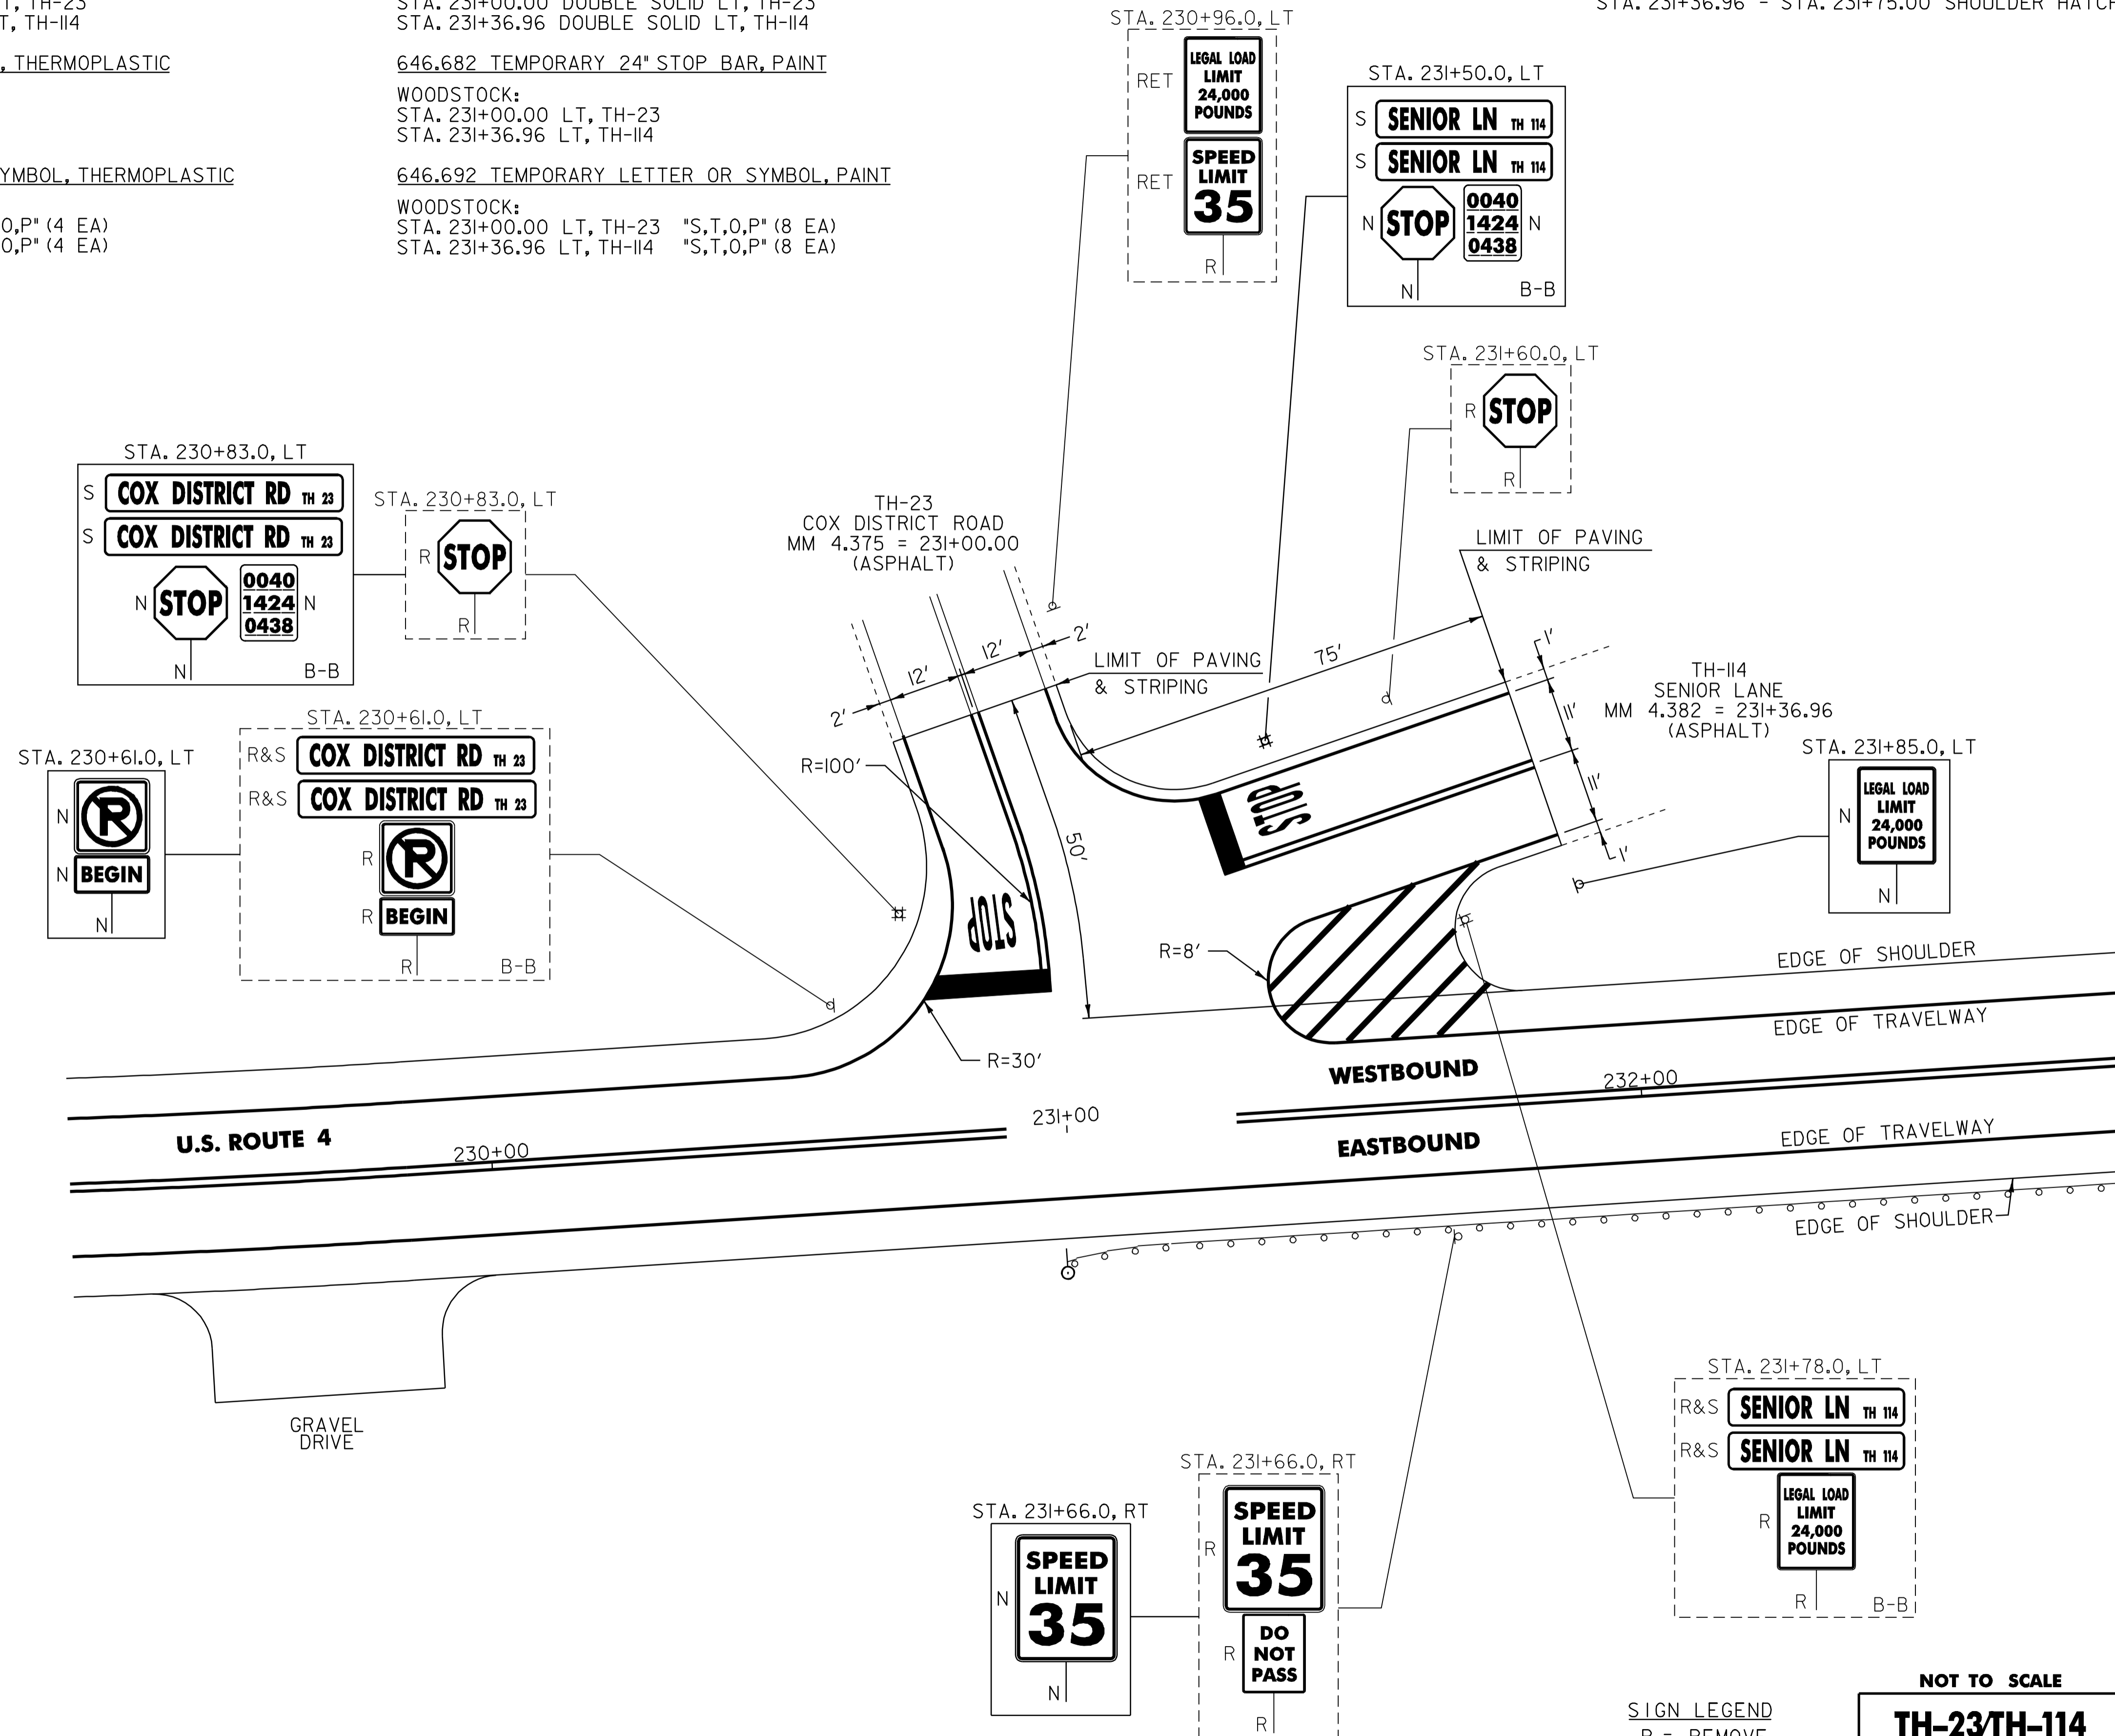 T, TH-23
T, TH-114
, THERMOPLASTIC
YMBOL, THERMOPLASTIC
O,P" (4 EA)
O,P" (4 EA)
STA. 231+00.00 DOUBLE SOLID LT, TH-23
STA. 231+36.96 DOUBLE SOLID LT, TH-114
646.682 TEMPORARY 24" STOP BAR, PAINT
WOODSTOCK:
STA. 231+00.00 LT, TH-23
STA. 231+36.96 LT, TH-114
646.692 TEMPORARY LETTER OR SYMBOL, PAINT
WOODSTOCK:
STA. 231+00.00 LT, TH-23 "S,T,O,P" (8 EA)
STA. 231+36.96 LT, TH-114 "S,T,O,P" (8 EA)
STA. 231+36.96 - STA. 231+75.00 SHOULDER HATCH
STA. 230+96.0, LT
RET
LEGAL LOAD
LIMIT
24,000
POUNDS
RET
SPEED
LIMIT
35
R
STA. 231+50.0, LT
S SENIOR LN TH 114
S SENIOR LN TH 114
N STOP
0040
1424 N
0438
N
B-B
STA. 231+60.0, LT
R STOP
R
STA. 230+83.0, LT
S COX DISTRICT RD TH 23
S COX DISTRICT RD TH 23
N STOP
0040
1424 N
0438
N
B-B
STA. 230+83.0, LT
R STOP
R
TH-23
COX DISTRICT ROAD
MM 4.375 = 231+00.00
(ASPHALT)
LIMIT OF PAVING
& STRIPING
2'
12'
12'
2'
LIMIT OF PAVING
& STRIPING
75'
1'
11'
11'
1'
TH-114
SENIOR LANE
MM 4.382 = 231+36.96
(ASPHALT)
STA. 230+61.0, LT
N P
N BEGIN
N
STA. 230+61.0, LT
R&S COX DISTRICT RD TH 23
R&S COX DISTRICT RD TH 23
R P
R BEGIN
R
B-B
R=100'
50'
STOP
STOP
STA. 231+85.0, LT
N
LEGAL LOAD
LIMIT
24,000
POUNDS
N
R=8'
R=30'
EDGE OF SHOULDER
EDGE OF TRAVELWAY
WESTBOUND
232+00
231+00
U.S. ROUTE 4
230+00
EASTBOUND
EDGE OF TRAVELWAY
EDGE OF SHOULDER
GRAVEL
DRIVE
STA. 231+78.0, LT
R&S SENIOR LN TH 114
R&S SENIOR LN TH 114
R
LEGAL LOAD
LIMIT
24,000
POUNDS
R
B-B
STA. 231+66.0, RT
R
SPEED
LIMIT
35
R
DO
NOT
PASS
R
STA. 231+66.0, RT
N
SPEED
LIMIT
35
N
SIGN LEGEND
R = REMOVE
NOT TO SCALE
TH-23/TH-114